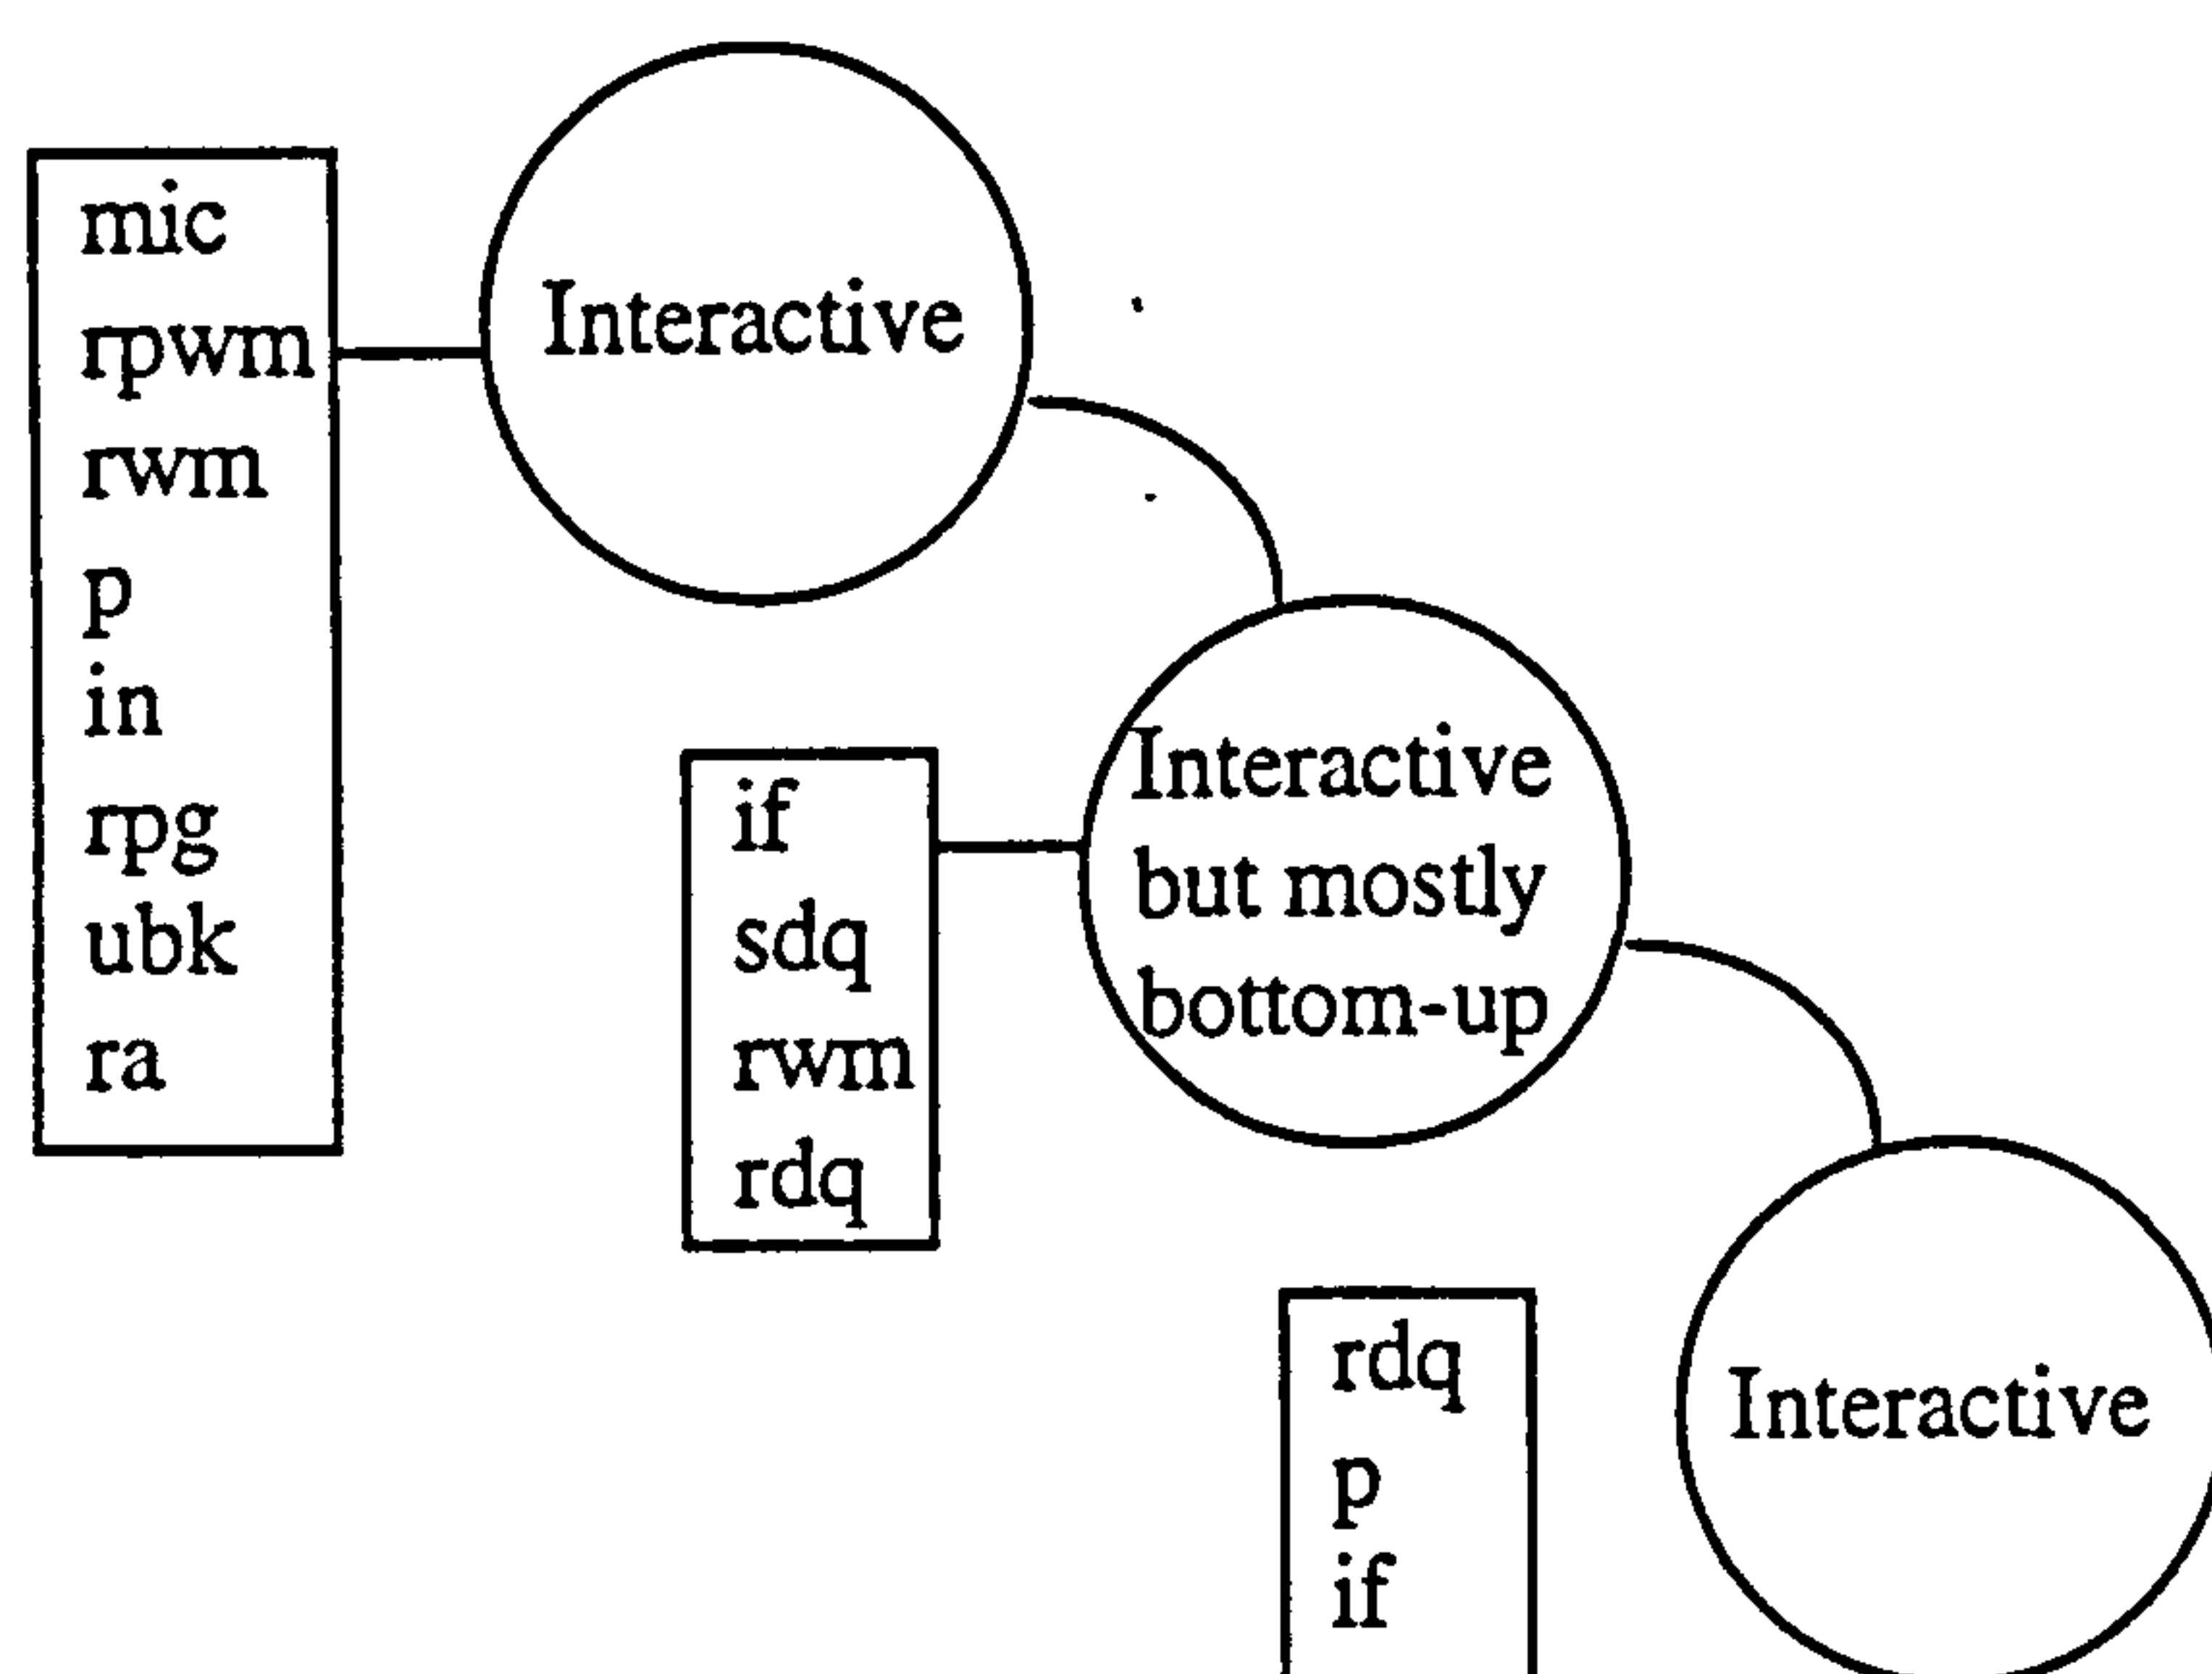 mic
rpwm
rwm
p
in
rpg
ubk
ra
Interactive
if
sdq
rwm
rdq
Interactive
but mostly
bottom-up
rdq
p
if
Interactive